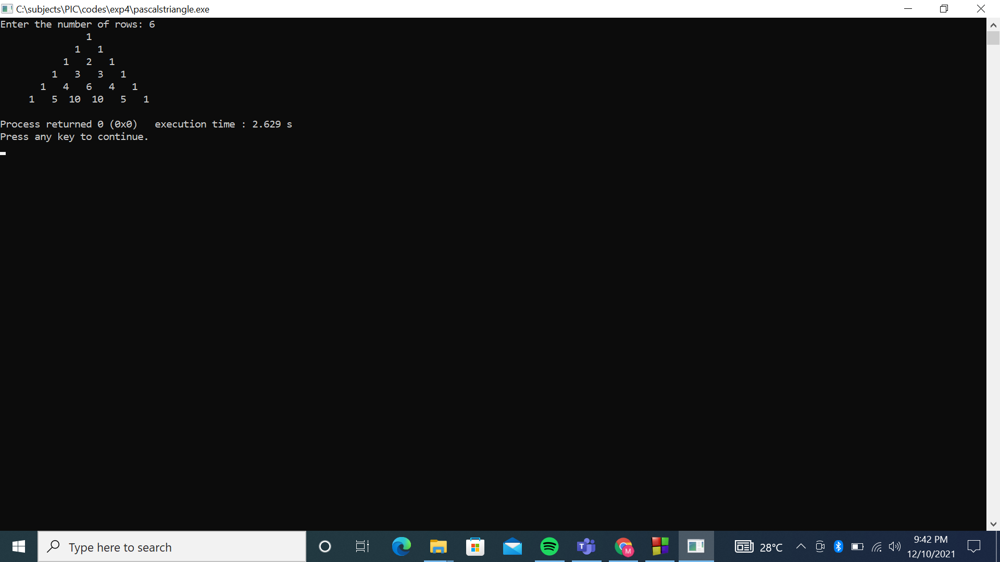 C:\subjects\PIC\codes\exp4\pascalstriangle.exe
Enter the number of rows: 6
1
1 1
1 2 1
1 3 3 1
1 4 6 4 1
1 5 10 10 5 1
Process returned 0 (0x0) execution time : 2.629 s
Press any key to continue.
Type here to search
T
M
28°C
9:42 PM
12/10/2021